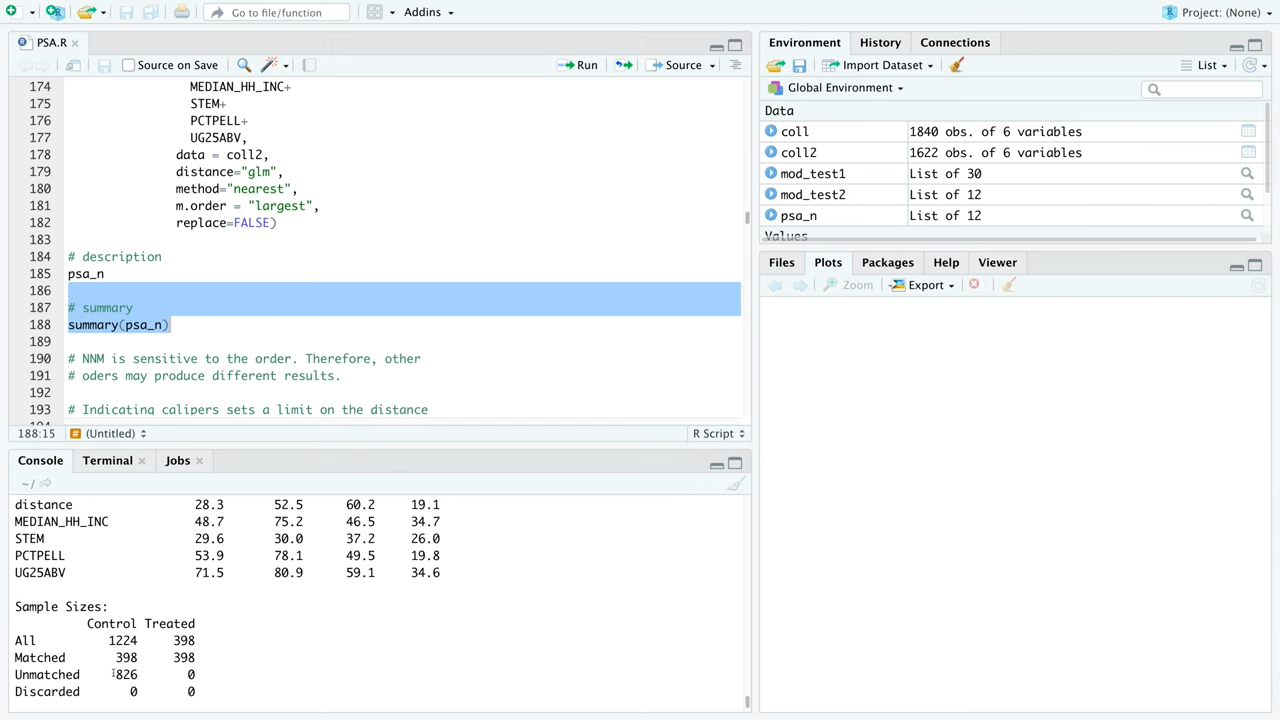 Go to file/function
Addins
Project: (None)
PSA.R
Source on Save
Run
Source
174 MEDIAN_HH_INC+
175 STEM+
176 PCTPELL+
177 UG25ABV,
178 data = coll2,
179 distance="glm",
180 method="nearest",
181 m.order = "largest",
182 replace=FALSE)
183
184 # description
185 psa_n
186
187 # summary
188 summary(psa_n)
189
190 # NNM is sensitive to the order. Therefore, other
191 # oders may produce different results.
192
193 # Indicating calipers sets a limit on the distance
188:15 (Untitled) R Script
Console Terminal Jobs
~/
distance 28.3 52.5 60.2 19.1
MEDIAN_HH_INC 48.7 75.2 46.5 34.7
STEM 29.6 30.0 37.2 26.0
PCTPELL 53.9 78.1 49.5 19.8
UG25ABV 71.5 80.9 59.1 34.6
Sample Sizes:
Control Treated
All 1224 398
Matched 398 398
Unmatched 826 0
Discarded 0 0
Environment History Connections
Import Dataset List
Global Environment
Data
coll 1840 obs. of 6 variables
coll2 1622 obs. of 6 variables
mod_test1 List of 30
mod_test2 List of 12
psa_n List of 12
Values
Files Plots Packages Help Viewer
Zoom Export